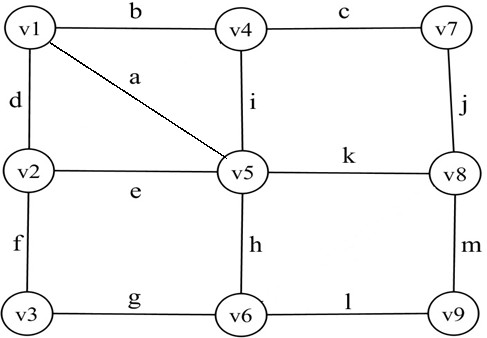 b c
v1 v4 v7
a
d i j
k
v2 v5 v8
e
f h m
g l
v3 v6 v9